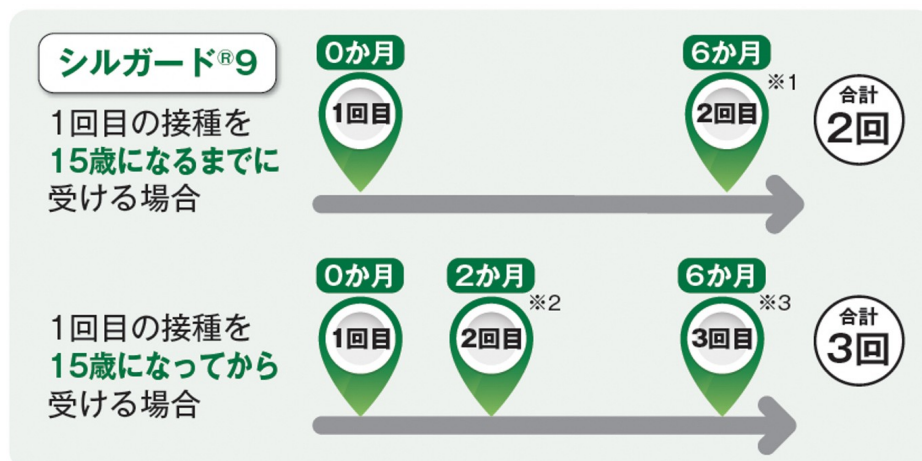 シルガード®9
1回目の接種を
15歳になるまでに
受ける場合
0か月
1回目
6か月
※1
2回目
合計
2回
1回目の接種を
15歳になってから
受ける場合
0か月
1回目
2か月
※2
2回目
6か月
※3
3回目
合計
3回